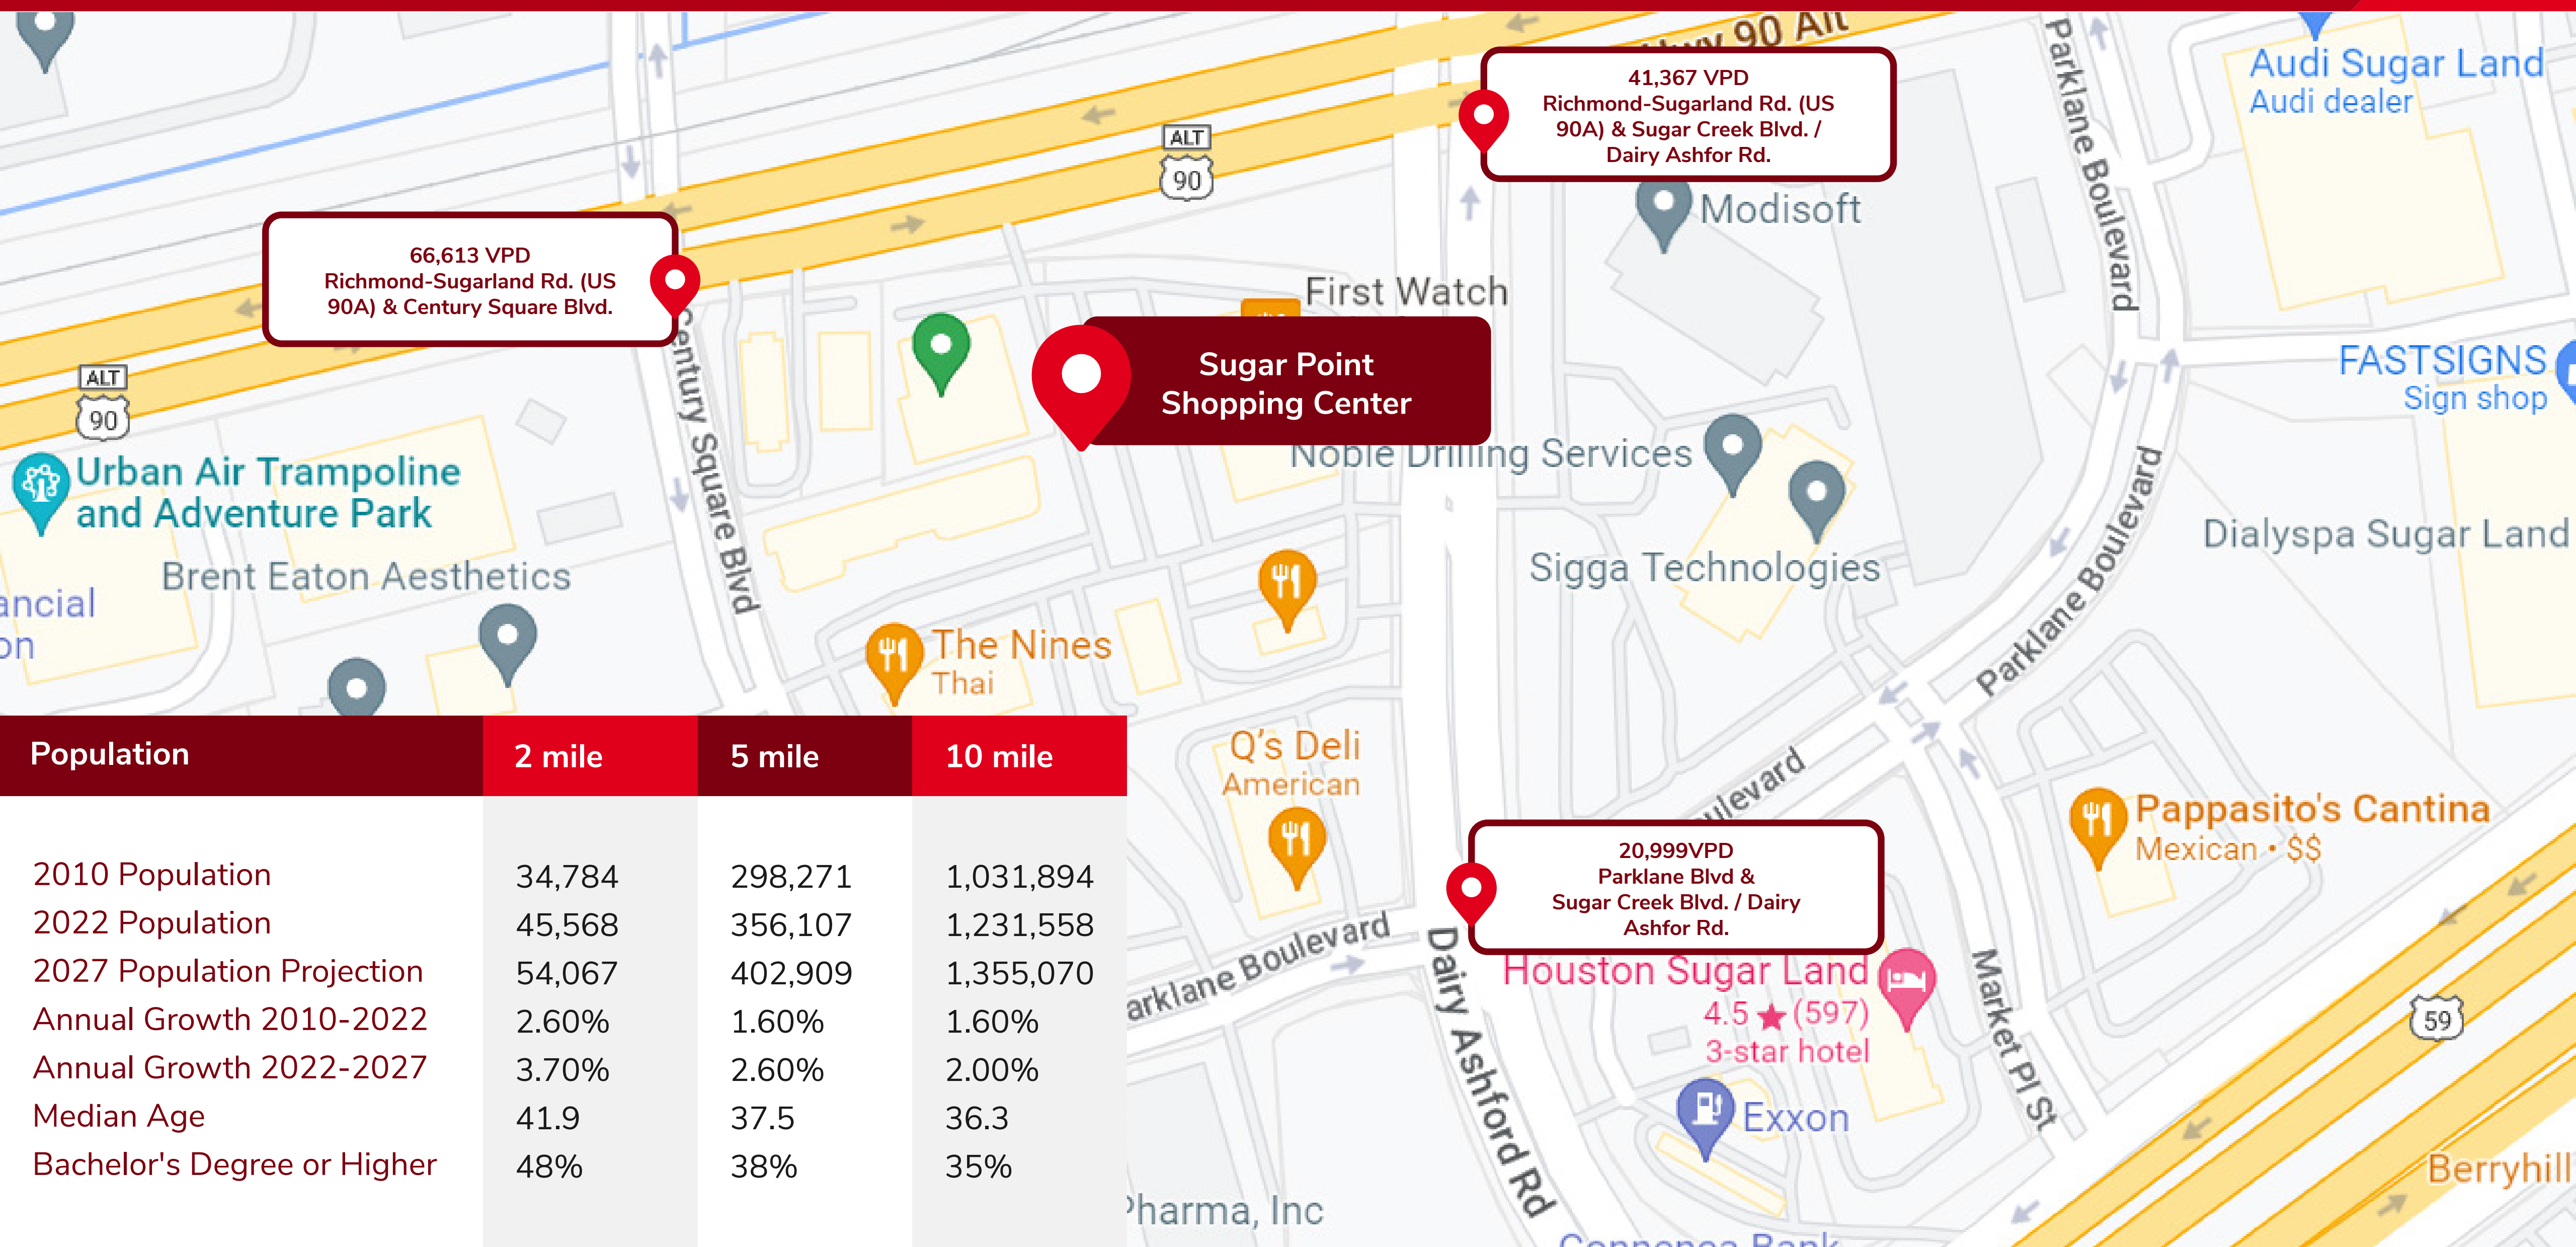 Hwy 90 Alt
41,367 VPD
Richmond-Sugarland Rd. (US
90A) & Sugar Creek Blvd. /
Dairy Ashfor Rd.
Parklane Boulevard
Audi Sugar Land
Audi dealer
ALT
90
Modisoft
66,613 VPD
Richmond-Sugarland Rd. (US
90A) & Century Square Blvd.
First Watch
Century Square Blvd
Sugar Point
Shopping Center
ALT
90
FASTSIGNS
Sign shop
Noble Drilling Services
Urban Air Trampoline
and Adventure Park
Brent Eaton Aesthetics
Sigga Technologies
Dialyspa Sugar Land
Parklane Boulevard
ancial
on
The Nines
Thai
Q's Deli
American
ulevard
Pappasito's Cantina
Mexican • $$
20,999VPD
Parklane Blvd &
Sugar Creek Blvd. / Dairy
Ashfor Rd.
arklane Boulevard
Dairy Ashford Rd
Houston Sugar Land
4.5 ★ (597)
3-star hotel
Market Pl St
59
Exxon
Berryhill
Pharma, Inc
Population 2 mile 5 mile 10 mile
2010 Population 34,784 298,271 1,031,894
2022 Population 45,568 356,107 1,231,558
2027 Population Projection 54,067 402,909 1,355,070
Annual Growth 2010-2022 2.60% 1.60% 1.60%
Annual Growth 2022-2027 3.70% 2.60% 2.00%
Median Age 41.9 37.5 36.3
Bachelor's Degree or Higher 48% 38% 35%